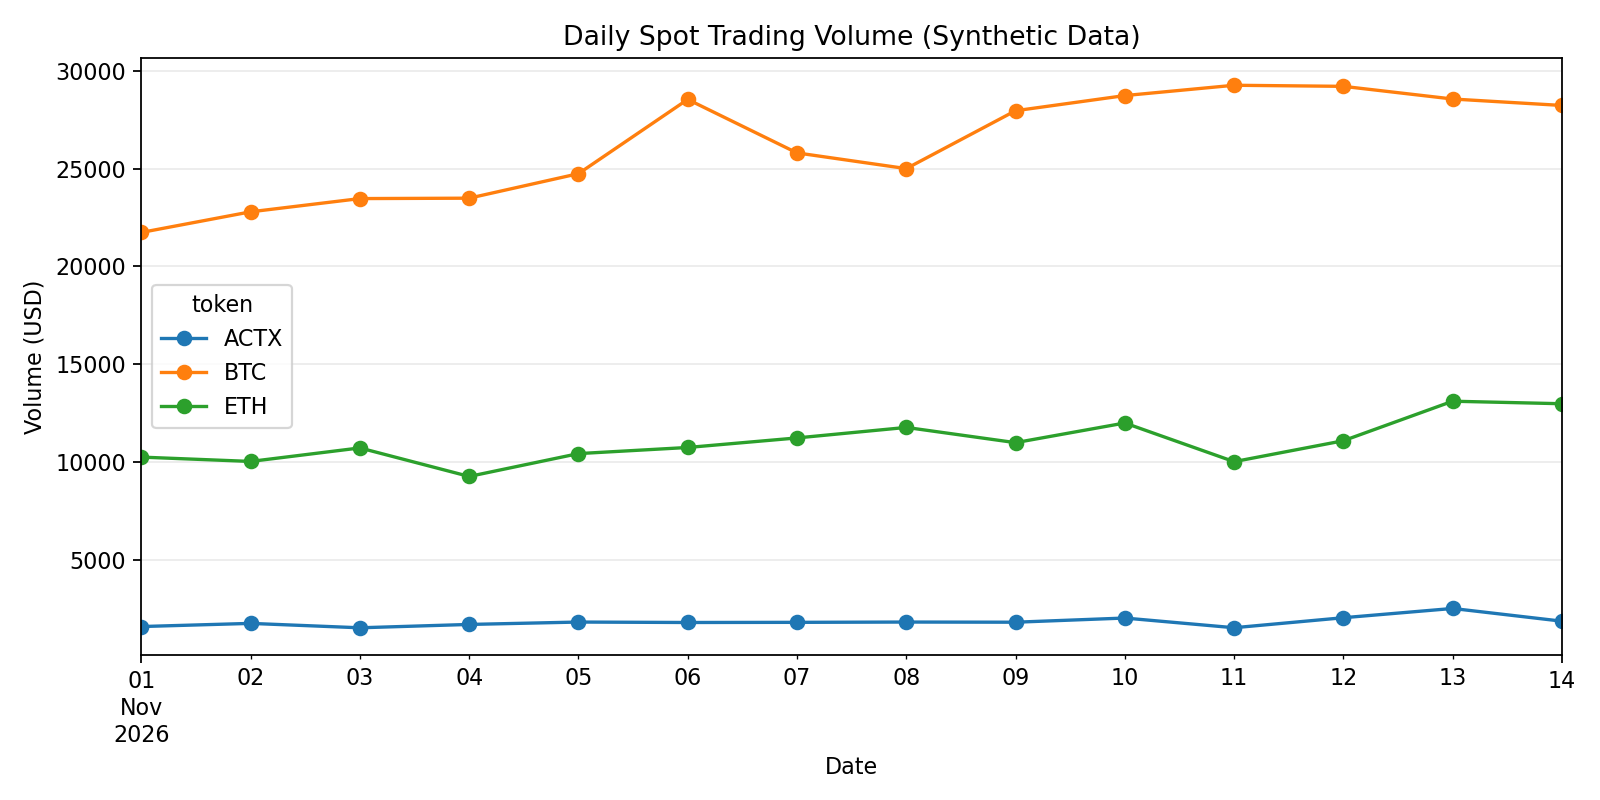 Daily Spot Trading Volume (Synthetic Data)
Volume (USD)
30000
25000
20000
15000
10000
5000
token
ACTX
BTC
ETH
01 02 03 04 05 06 07 08 09 10 11 12 13 14
Nov
2026
Date